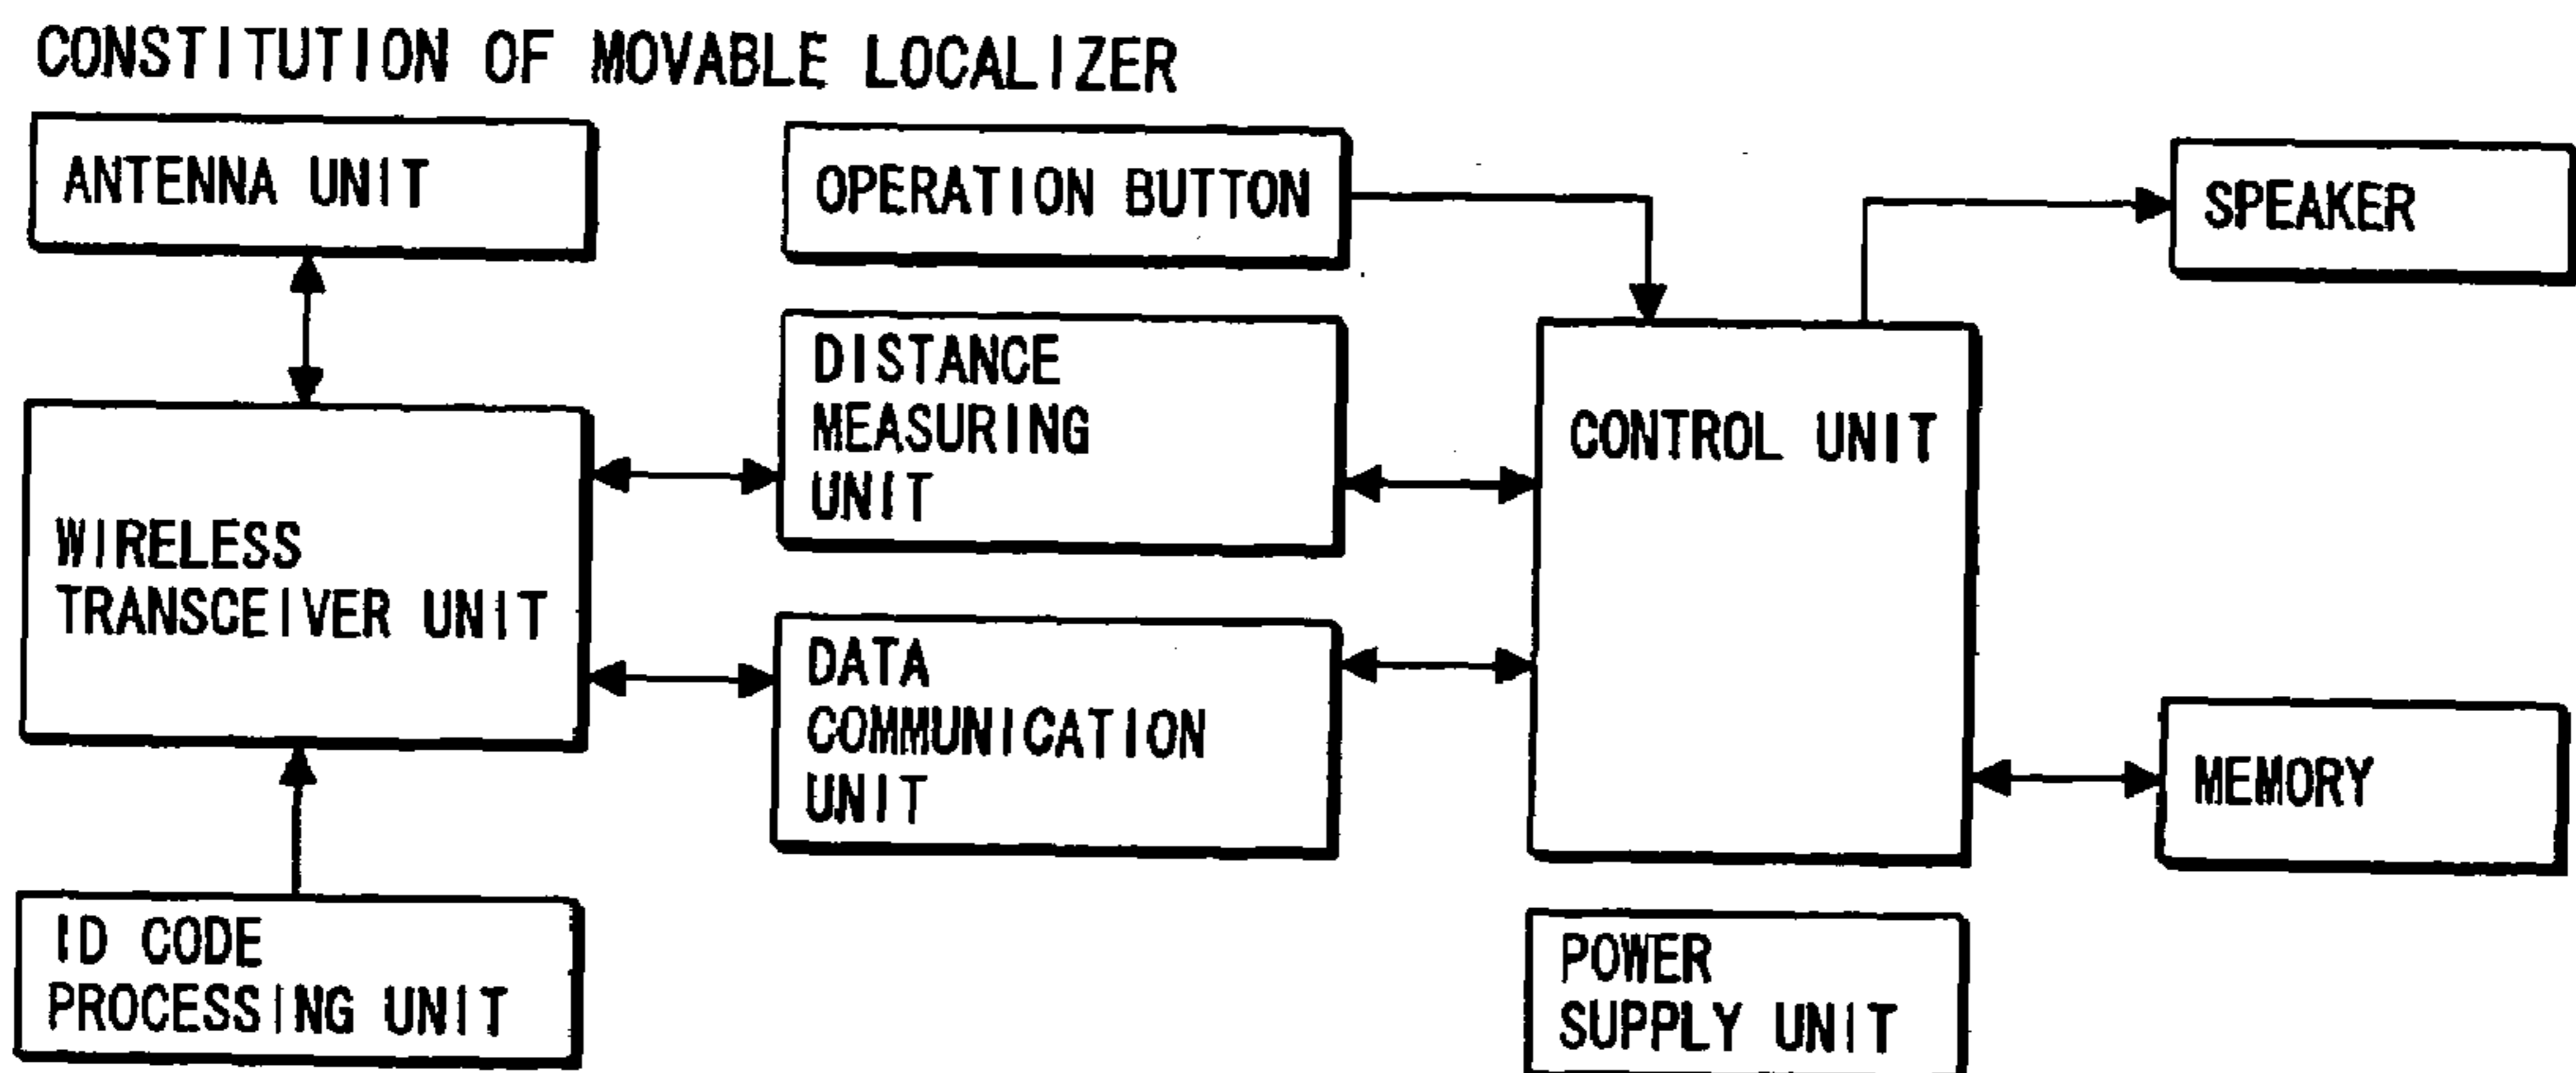 CONSTITUTION OF MOVABLE LOCALIZER
ANTENNA UNIT
OPERATION BUTTON
SPEAKER
DISTANCE
MEASURING
UNIT
CONTROL UNIT
WIRELESS
TRANSCEIVER UNIT
DATA
COMMUNICATION
UNIT
MEMORY
ID CODE
PROCESSING UNIT
POWER
SUPPLY UNIT